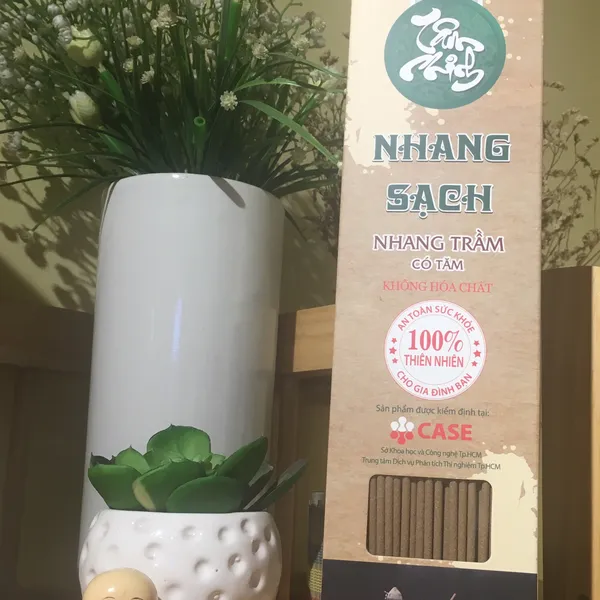 Tâm
Minh
NHANG
SẠCH
NHANG TRẦM
CÓ TĂM
KHÔNG HÓA CHẤT
AN TOÀN SỨC KHỎE
100%
THIÊN NHIÊN
CHO GIA ĐÌNH BẠN
Sản phẩm được kiểm định tại:
CASE
Sở Khoa học và Công nghệ Tp.HCM
Trung tâm Dịch vụ Phân tích Thí nghiệm Tp.HCM